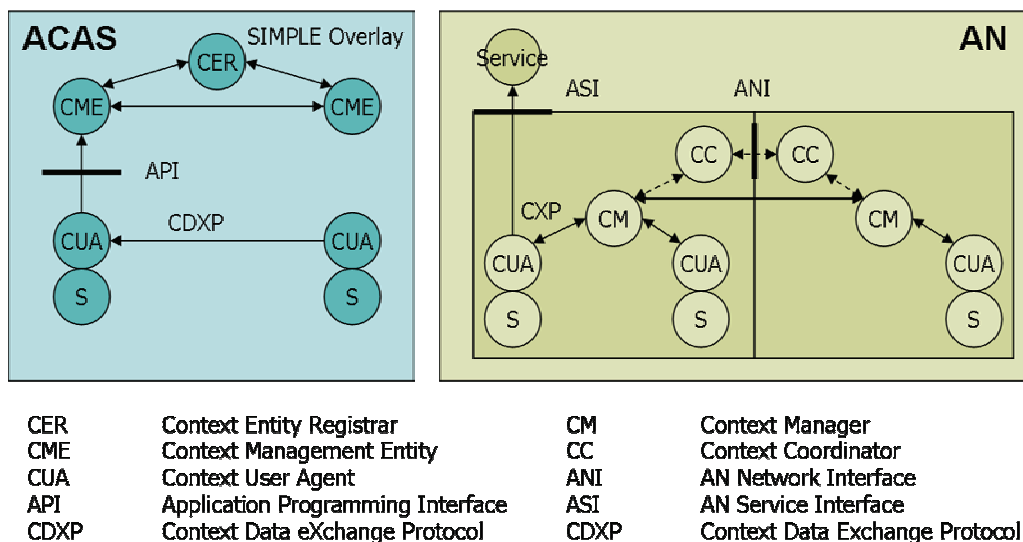 ACAS
SIMPLE Overlay
CER
CME
CME
API
CDXP
CUA
CUA
S
S
AN
Service
ASI
ANI
CC
CC
CXP
CM
CM
CUA
CUA
CUA
S
S
S
CER Context Entity Registrar
CME Context Management Entity
CUA Context User Agent
API Application Programming Interface
CDXP Context Data eXchange Protocol
CM Context Manager
CC Context Coordinator
ANI AN Network Interface
ASI AN Service Interface
CDXP Context Data Exchange Protocol